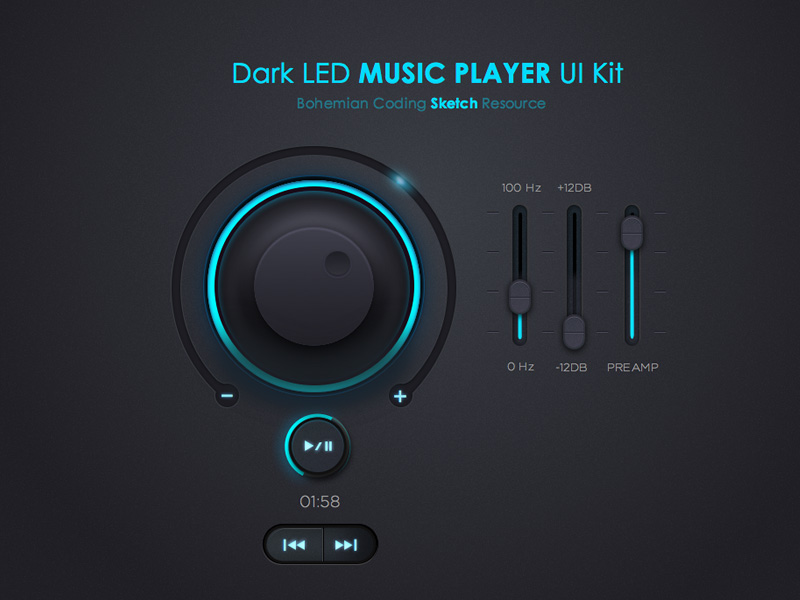 Dark LED MUSIC PLAYER UI Kit
Bohemian Coding Sketch Resource
100 Hz +12DB
0 Hz -12DB PREAMP
01:58